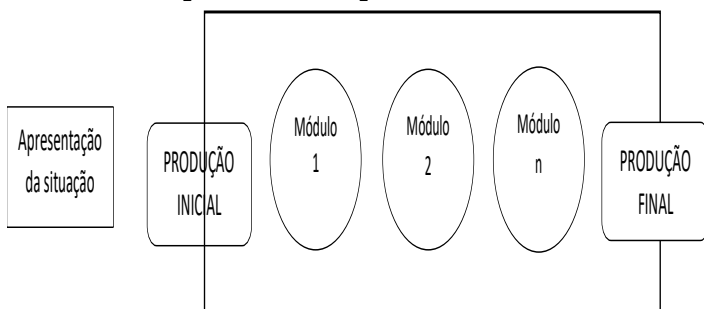 Apresentação
da situação
PRODUÇÃO
INICIAL
Módulo
1
Módulo
2
Módulo
n
PRODUÇÃO
FINAL